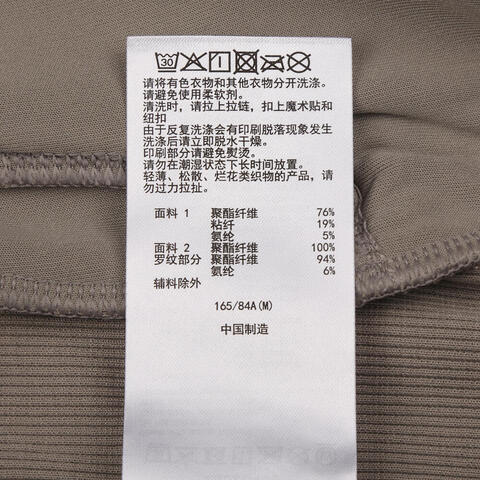 30
请将有色衣物和其他衣物分开洗涤.
请避免使用柔软剂.
清洗时，请拉上拉链，扣上魔术贴和
纽扣
由于反复洗涤会有印刷脱落现象发生
洗涤后请立即脱水干燥.
印刷部分请避免熨烫.
请勿在潮湿状态下长时间放置.
轻薄、松散、烂花类织物的产品，请
勿过力拉扯.
面料 1 聚酯纤维 76%
粘纤 19%
氨纶 5%
面料 2 聚酯纤维 100%
罗纹部分 聚酯纤维 94%
氨纶 6%
辅料除外
165/84A(M)
中国制造